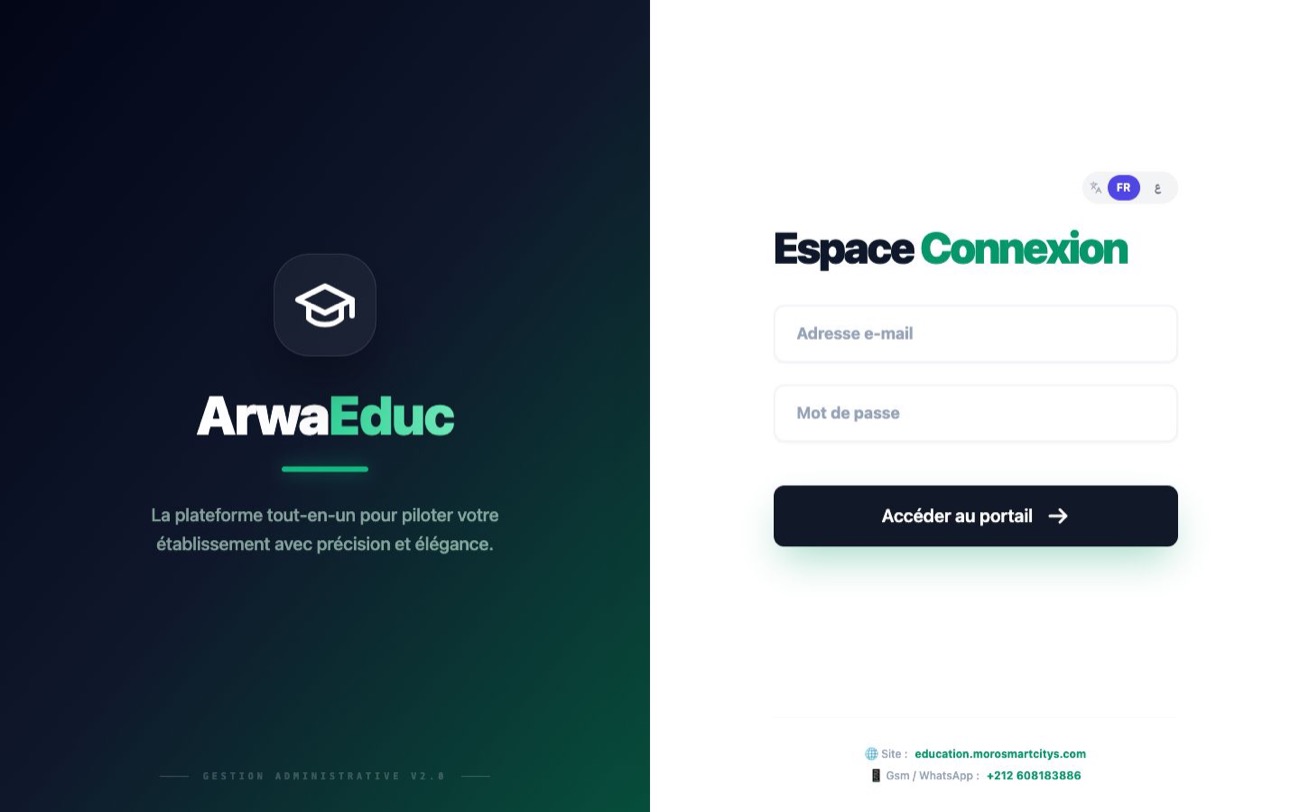 ArwaEduc
La plateforme tout-en-un pour piloter votre
établissement avec précision et élégance.
GESTION ADMINISTRATIVE V2.0
FR ع
Espace Connexion
Adresse e-mail
Mot de passe
Accéder au portail
Site : education.morosmartcitys.com
Gsm / WhatsApp : +212 608183886